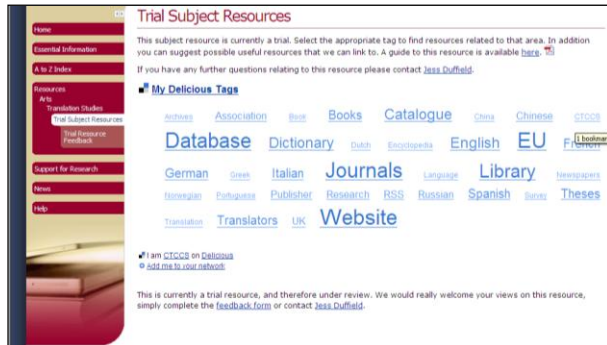 Trial Subject Resources
Home
Essential Information
A to Z Index
Resources
Arts
Translation Studies
Trial Subject Resources
Trial Resource
Feedback
Support for Research
News
Help
This subject resource is currently a trial. Select the appropriate tag to find resources related to that area. In addition
you can suggest possible useful resources that we can link to. A guide to this resource is available here.
If you have any further questions relating to this resource please contact Jess Duffield.
My Delicious Tags
Archives Association Book Books Catalogue China Chinese CTCCS
Database Dictionary Dutch Encyclopedia English EU French
1 bookmar
German Greek Italian Journals Language Library Newspapers
Norwegian Portuguese Publisher Research RSS Russian Spanish Survey Theses
Translation Translators UK Website
I am CTCCS on Delicious
Add me to your network
This is currently a trial resource, and therefore under review. We would really welcome your views on this resource,
simply complete the feedback form or contact Jess Duffield.